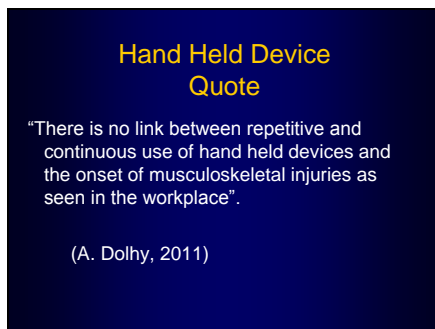 Hand Held Device
Quote
“There is no link between repetitive and
continuous use of hand held devices and
the onset of musculoskeletal injuries as
seen in the workplace”.
(A. Dolhy, 2011)